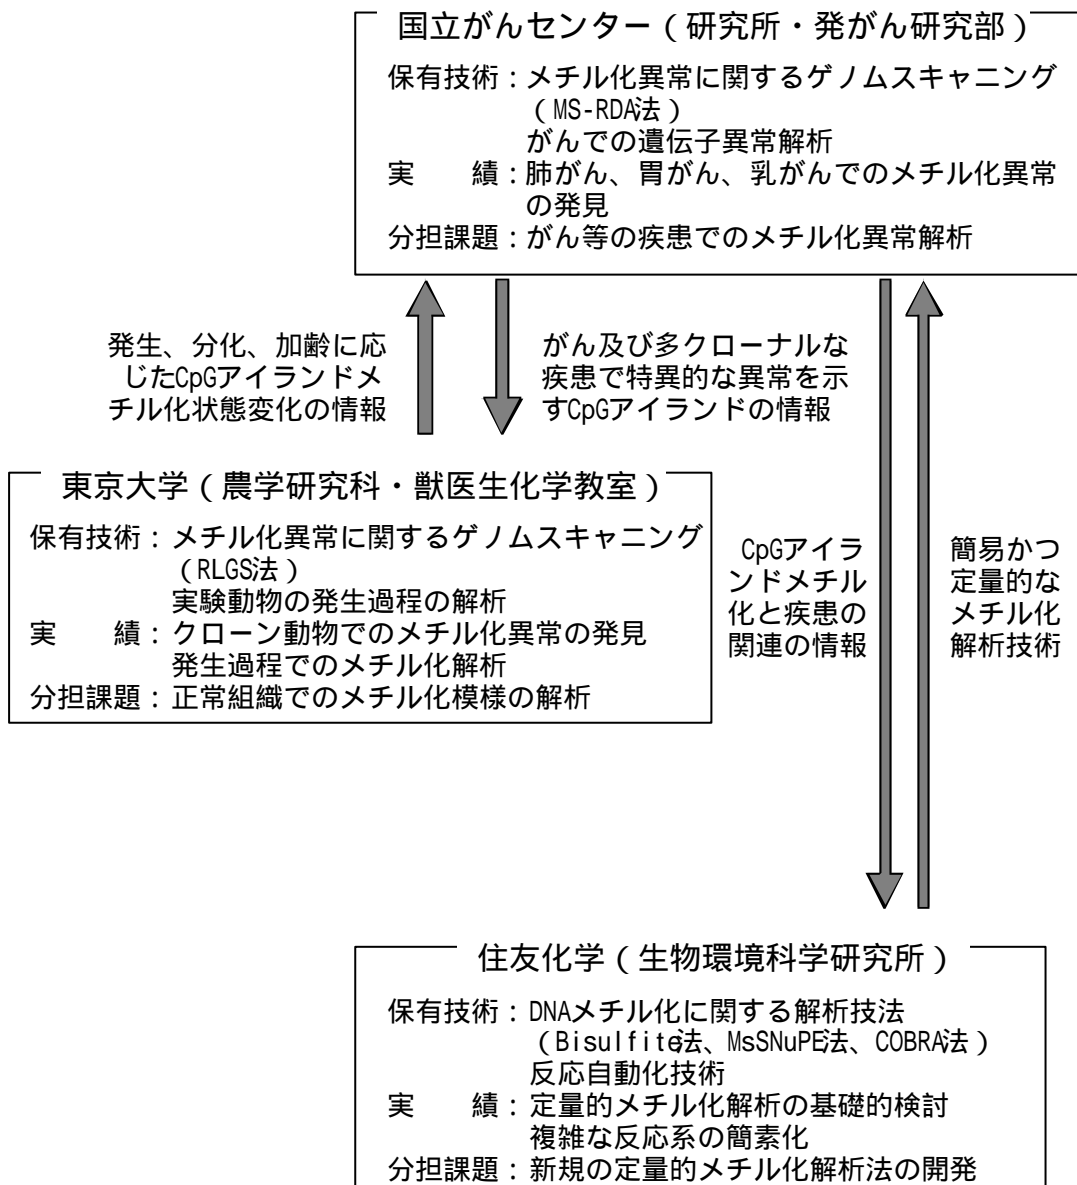 国立がんセンター(研究所・発がん研究部)
保有技術:メチル化異常に関するゲノムスキャニング
(MS-RDA法)
がんでの遺伝子異常解析
実　　績:肺がん、胃がん、乳がんでのメチル化異常
の発見
分担課題:がん等の疾患でのメチル化異常解析
発生、分化、加齢に応
じたCpGアイランドメ
チル化状態変化の情報
がん及び多クローナルな
疾患で特異的な異常を示
すCpGアイランドの情報
東京大学(農学研究科・獣医生化学教室)
保有技術:メチル化異常に関するゲノムスキャニング
(RLGS法)
実験動物の発生過程の解析
実　　績:クローン動物でのメチル化異常の発見
発生過程でのメチル化解析
分担課題:正常組織でのメチル化模様の解析
CpGアイラ
ンドメチル
化と疾患の
関連の情報
簡易かつ
定量的な
メチル化
解析技術
住友化学(生物環境科学研究所)
保有技術:DNAメチル化に関する解析技法
(Bisulfite法、MsSNuPE法、COBRA法)
反応自動化技術
実　　績:定量的メチル化解析の基礎的検討
複雑な反応系の簡素化
分担課題:新規の定量的メチル化解析法の開発